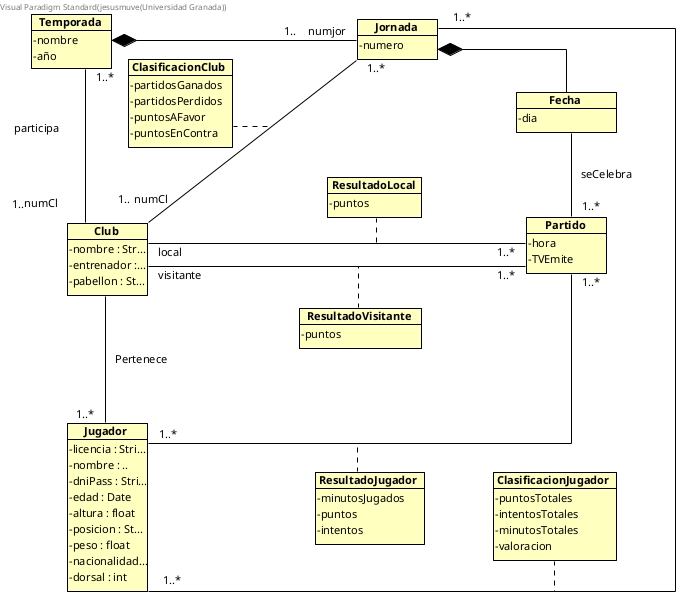 Visual Paradigm Standard(jesusmuve(Universidad Granada))
Temporada
-nombre
-año
1..
numjor
Jornada
-numero
1..*
1..*
1..*
ClasificacionClub
-partidosGanados
-partidosPerdidos
-puntosAFavor
-puntosEnContra
Fecha
-dia
participa
seCelebra
1..numCl
1.. numCl
ResultadoLocal
-puntos
1..*
Club
-nombre : Str...
-entrenador :...
-pabellon : St...
local
visitante
1..*
1..*
Partido
-hora
-TVEmite
1..*
ResultadoVisitante
-puntos
Pertenece
1..*
1..*
Jugador
-licencia : Stri...
-nombre : ..
-dniPass : Stri...
-edad : Date
-altura : float
-posicion : St...
-peso : float
-nacionalidad...
-dorsal : int
1..*
ResultadoJugador
-minutosJugados
-puntos
-intentos
ClasificacionJugador
-puntosTotales
-intentosTotales
-minutosTotales
-valoracion